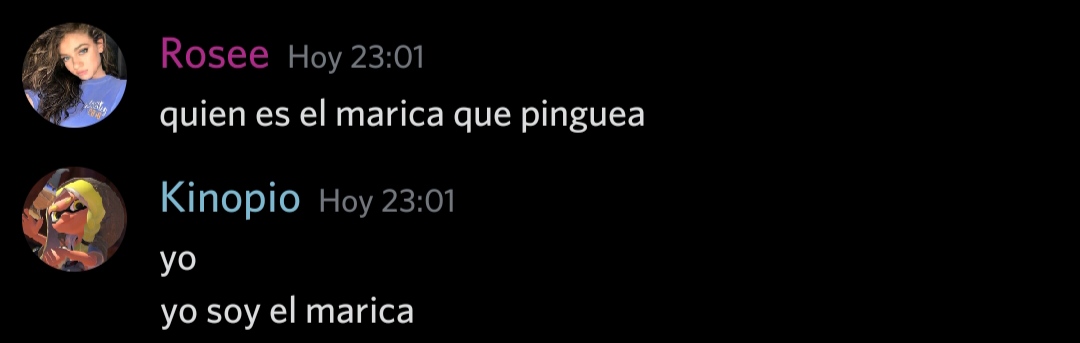 Rosee Hoy 23:01
quien es el marica que pinguea
Kinopio Hoy 23:01
yo
yo soy el marica